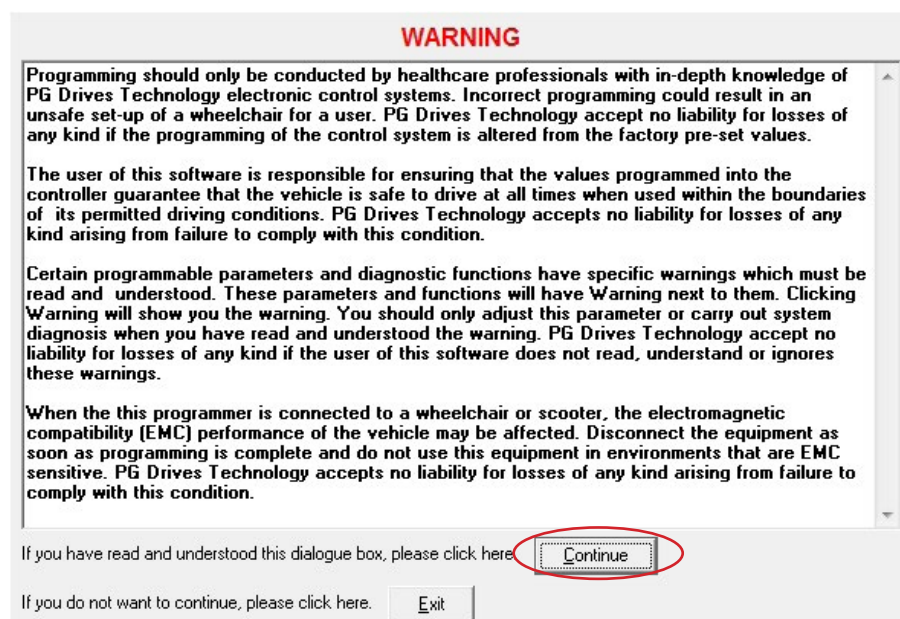 WARNING
Programming should only be conducted by healthcare professionals with in-depth knowledge of
PG Drives Technology electronic control systems. Incorrect programming could result in an
unsafe set-up of a wheelchair for a user. PG Drives Technology accept no liability for losses of
any kind if the programming of the control system is altered from the factory pre-set values.
The user of this software is responsible for ensuring that the values programmed into the
controller guarantee that the vehicle is safe to drive at all times when used within the boundaries
of its permitted driving conditions. PG Drives Technology accepts no liability for losses of any
kind arising from failure to comply with this condition.
Certain programmable parameters and diagnostic functions have specific warnings which must be
read and understood. These parameters and functions will have Warning next to them. Clicking
Warning will show you the warning. You should only adjust this parameter or carry out system
diagnosis when you have read and understood the warning. PG Drives Technology accept no
liability for losses of any kind if the user of this software does not read, understand or ignores
these warnings.
When the this programmer is connected to a wheelchair or scooter, the electromagnetic
compatibility (EMC) performance of the vehicle may be affected. Disconnect the equipment as
soon as programming is complete and do not use this equipment in environments that are EMC
sensitive. PG Drives Technology accepts no liability for losses of any kind arising from failure to
comply with this condition.
If you have read and understood this dialogue box, please click here Continue
If you do not want to continue, please click here. Exit